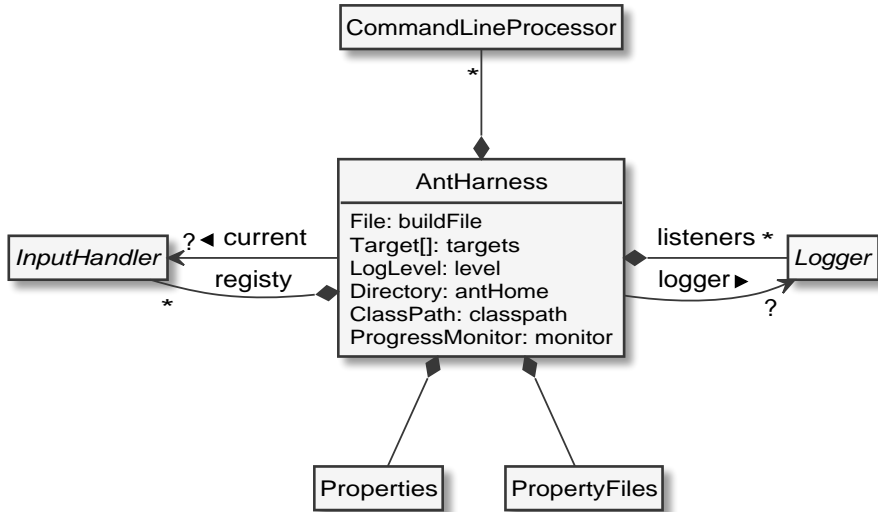 CommandLineProcessor
*
AntHarness
File: buildFile
Target[]: targets
LogLevel: level
Directory: antHome
ClassPath: classpath
ProgressMonitor: monitor
? ◄ current
InputHandler
registy
*
listeners *
Logger
logger ►
?
Properties
PropertyFiles